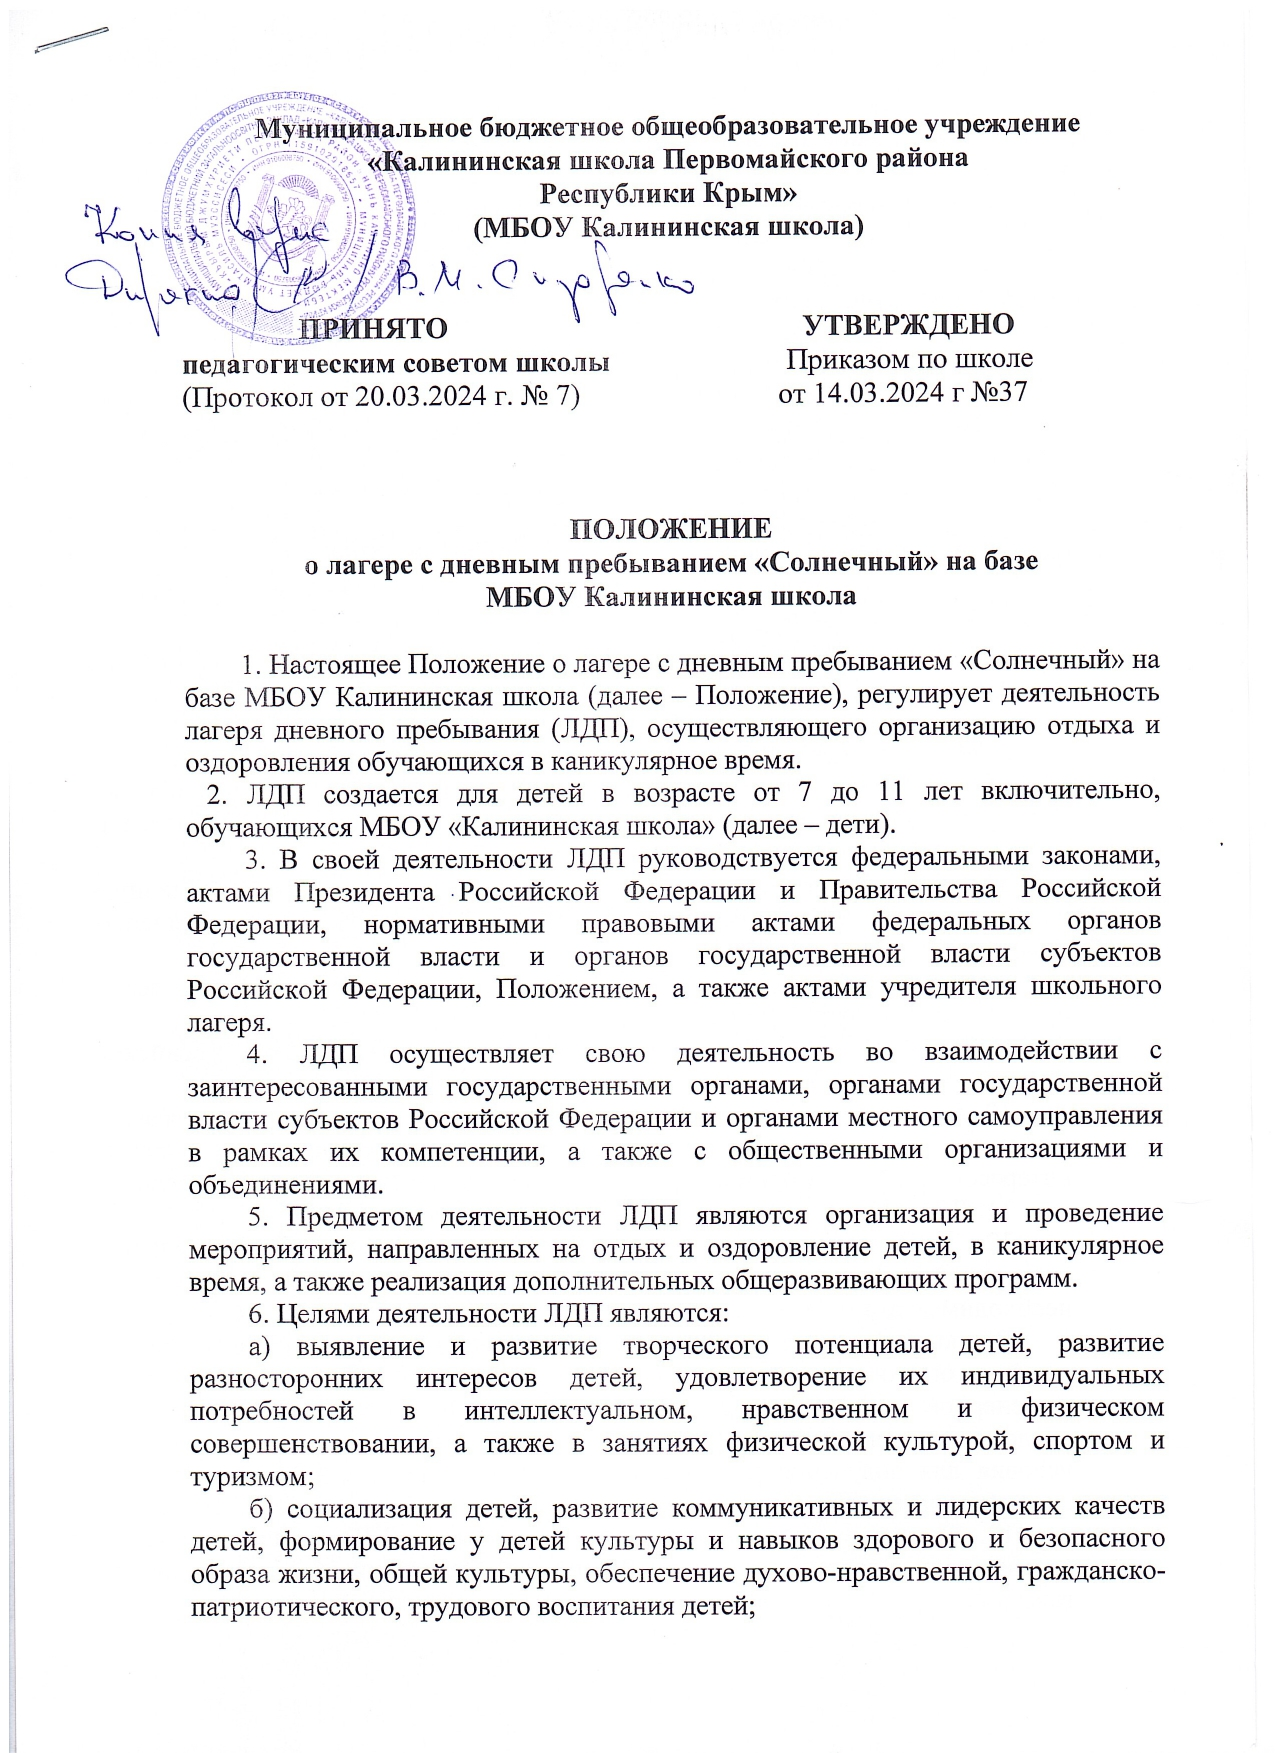 Муниципальное бюджетное общеобразовательное учреждение
«Калининская школа Первомайского района
Республики Крым»
(МБОУ Калининская школа)
Копия верна
Директор В.М. Сидоренко
ПРИНЯТО
педагогическим советом школы
(Протокол от 20.03.2024 г. № 7)
УТВЕРЖДЕНО
Приказом по школе
от 14.03.2024 г №37
ПОЛОЖЕНИЕ
о лагере с дневным пребыванием «Солнечный» на базе
МБОУ Калининская школа
1. Настоящее Положение о лагере с дневным пребыванием «Солнечный» на
базе МБОУ Калининская школа (далее – Положение), регулирует деятельность
лагеря дневного пребывания (ЛДП), осуществляющего организацию отдыха и
оздоровления обучающихся в каникулярное время.
2. ЛДП создается для детей в возрасте от 7 до 11 лет включительно,
обучающихся МБОУ «Калининская школа» (далее – дети).
3. В своей деятельности ЛДП руководствуется федеральными законами,
актами Президента Российской Федерации и Правительства Российской
Федерации, нормативными правовыми актами федеральных органов
государственной власти и органов государственной власти субъектов
Российской Федерации, Положением, а также актами учредителя школьного
лагеря.
4. ЛДП осуществляет свою деятельность во взаимодействии с
заинтересованными государственными органами, органами государственной
власти субъектов Российской Федерации и органами местного самоуправления
в рамках их компетенции, а также с общественными организациями и
объединениями.
5. Предметом деятельности ЛДП являются организация и проведение
мероприятий, направленных на отдых и оздоровление детей, в каникулярное
время, а также реализация дополнительных общеразвивающих программ.
6. Целями деятельности ЛДП являются:
а) выявление и развитие творческого потенциала детей, развитие
разносторонних интересов детей, удовлетворение их индивидуальных
потребностей в интеллектуальном, нравственном и физическом
совершенствовании, а также в занятиях физической культурой, спортом и
туризмом;
б) социализация детей, развитие коммуникативных и лидерских качеств
детей, формирование у детей культуры и навыков здорового и безопасного
образа жизни, общей культуры, обеспечение духово-нравственной, гражданско-
патриотического, трудового воспитания детей;